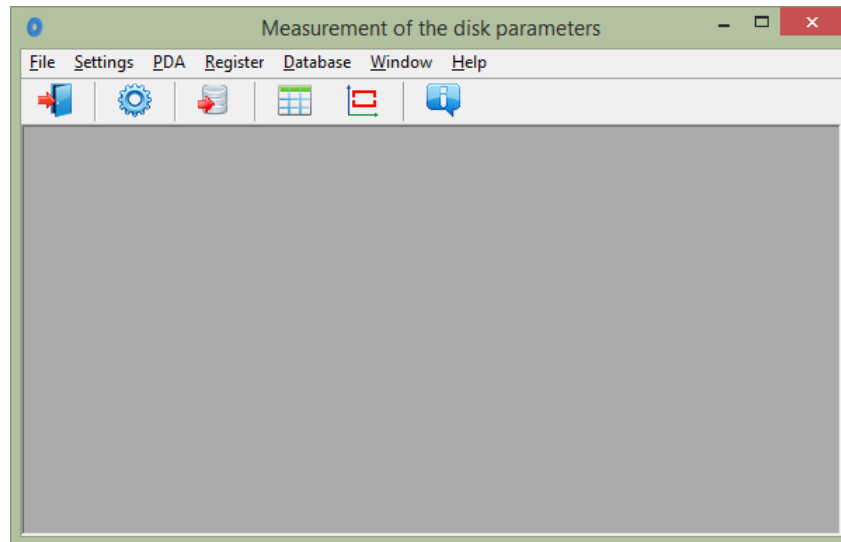 Measurement of the disk parameters
File Settings PDA Register Database Window Help